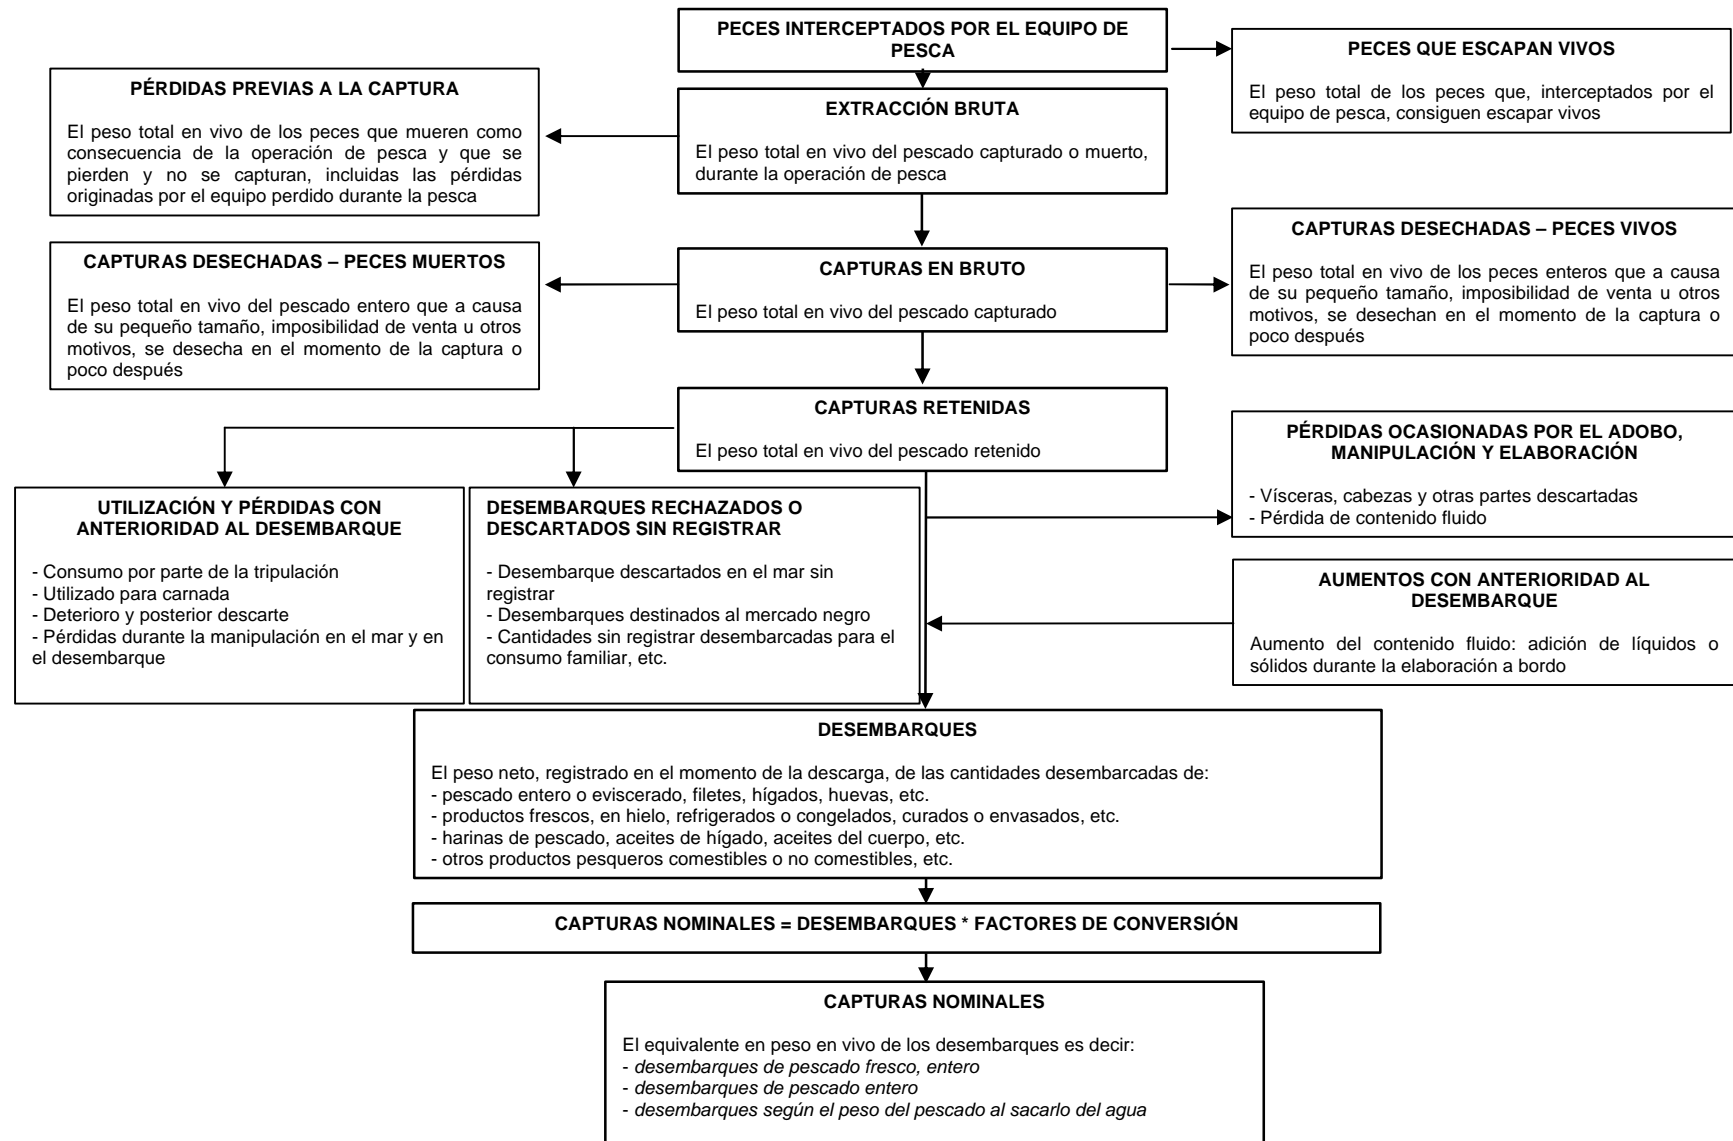 PECES INTERCEPTADOS POR EL EQUIPO DE
PESCA
PECES QUE ESCAPAN VIVOS
El peso total de los peces que, interceptados por el
equipo de pesca, consiguen escapar vivos
PÉRDIDAS PREVIAS A LA CAPTURA
El peso total en vivo de los peces que mueren como
consecuencia de la operación de pesca y que se
pierden y no se capturan, incluidas las pérdidas
originadas por el equipo perdido durante la pesca
EXTRACCIÓN BRUTA
El peso total en vivo del pescado capturado o muerto,
durante la operación de pesca
CAPTURAS DESECHADAS – PECES MUERTOS
El peso total en vivo del pescado entero que a causa
de su pequeño tamaño, imposibilidad de venta u otros
motivos, se desecha en el momento de la captura o
poco después
CAPTURAS EN BRUTO
El peso total en vivo del pescado capturado
CAPTURAS DESECHADAS – PECES VIVOS
El peso total en vivo de los peces enteros que a causa
de su pequeño tamaño, imposibilidad de venta u otros
motivos, se desechan en el momento de la captura o
poco después
CAPTURAS RETENIDAS
El peso total en vivo del pescado retenido
PÉRDIDAS OCASIONADAS POR EL ADOBO,
MANIPULACIÓN Y ELABORACIÓN
- Vísceras, cabezas y otras partes descartadas
- Pérdida de contenido fluido
UTILIZACIÓN Y PÉRDIDAS CON
ANTERIORIDAD AL DESEMBARQUE
- Consumo por parte de la tripulación
- Utilizado para carnada
- Deterioro y posterior descarte
- Pérdidas durante la manipulación en el mar y en
el desembarque
DESEMBARQUES RECHAZADOS O
DESCARTADOS SIN REGISTRAR
- Desembarque descartados en el mar sin
registrar
- Desembarques destinados al mercado negro
- Cantidades sin registrar desembarcadas para el
consumo familiar, etc.
AUMENTOS CON ANTERIORIDAD AL
DESEMBARQUE
Aumento del contenido fluido: adición de líquidos o
sólidos durante la elaboración a bordo
DESEMBARQUES
El peso neto, registrado en el momento de la descarga, de las cantidades desembarcadas de:
- pescado entero o eviscerado, filetes, hígados, huevas, etc.
- productos frescos, en hielo, refrigerados o congelados, curados o envasados, etc.
- harinas de pescado, aceites de hígado, aceites del cuerpo, etc.
- otros productos pesqueros comestibles o no comestibles, etc.
CAPTURAS NOMINALES = DESEMBARQUES * FACTORES DE CONVERSIÓN
CAPTURAS NOMINALES
El equivalente en peso en vivo de los desembarques es decir:
- desembarques de pescado fresco, entero
- desembarques de pescado entero
- desembarques según el peso del pescado al sacarlo del agua